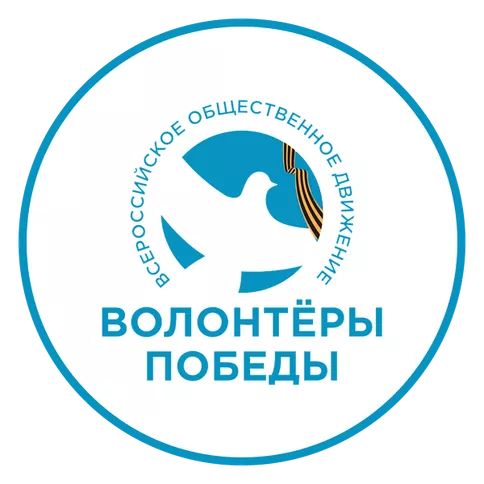 ВСЕРОССИЙСКОЕ ОБЩЕСТВЕННОЕ ДВИЖЕНИЕ
ВОЛОНТЁРЫ
ПОБЕДЫ